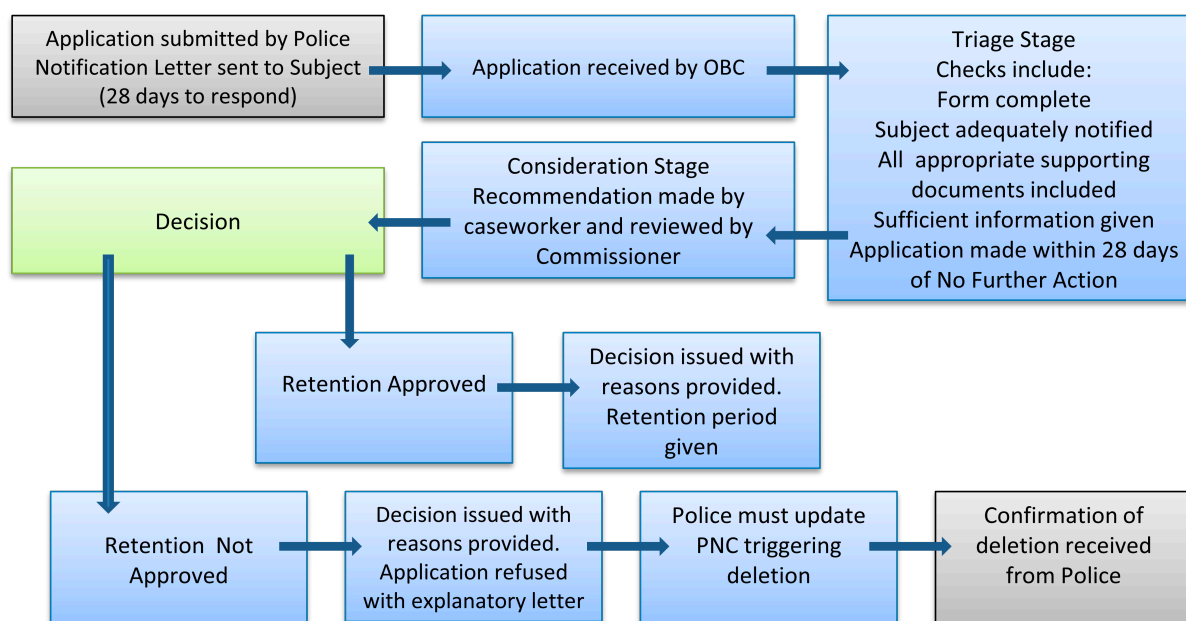 Application submitted by Police
Notification Letter sent to Subject
(28 days to respond)
Application received by OBC
Triage Stage
Checks include:
Form complete
Subject adequately notified
All appropriate supporting
documents included
Sufficient information given
Application made within 28 days
of No Further Action
Consideration Stage
Recommendation made by
caseworker and reviewed by
Commissioner
Decision
Retention Approved
Decision issued with
reasons provided.
Retention period
given
Retention Not
Approved
Decision issued with
reasons provided.
Application refused
with explanatory letter
Police must update
PNC triggering
deletion
Confirmation of
deletion received
from Police